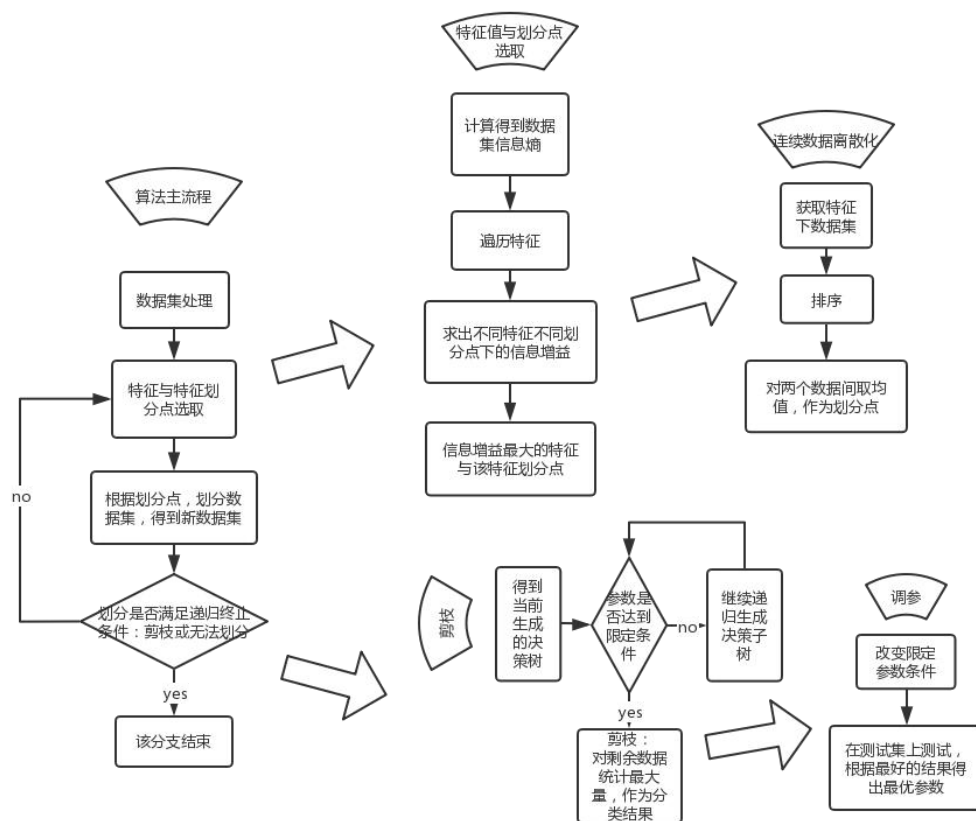 算法主流程
数据集处理
特征与特征划
分点选取
根据划分点，划分数
据集，得到新数据集
划分是否满足递归终止
条件：剪枝或无法划分
no
yes
该分支结束
特征值与划分点
选取
计算得到数据
集信息熵
遍历特征
求出不同特征不同划
分点下的信息增益
信息增益最大的特征
与该特征划分点
连续数据离散化
获取特征
下数据集
排序
对两个数据间取均
值，作为划分点
剪枝
得到
当前
生成
的决
策树
参数是
否达到
限定条
件
no
继续递
归生成
决策子
树
yes
剪枝：
对剩余数据
统计最大
量，作为分
类结果
调参
改变限定
参数条件
在测试集上测试，
根据最好的结果得
出最优参数